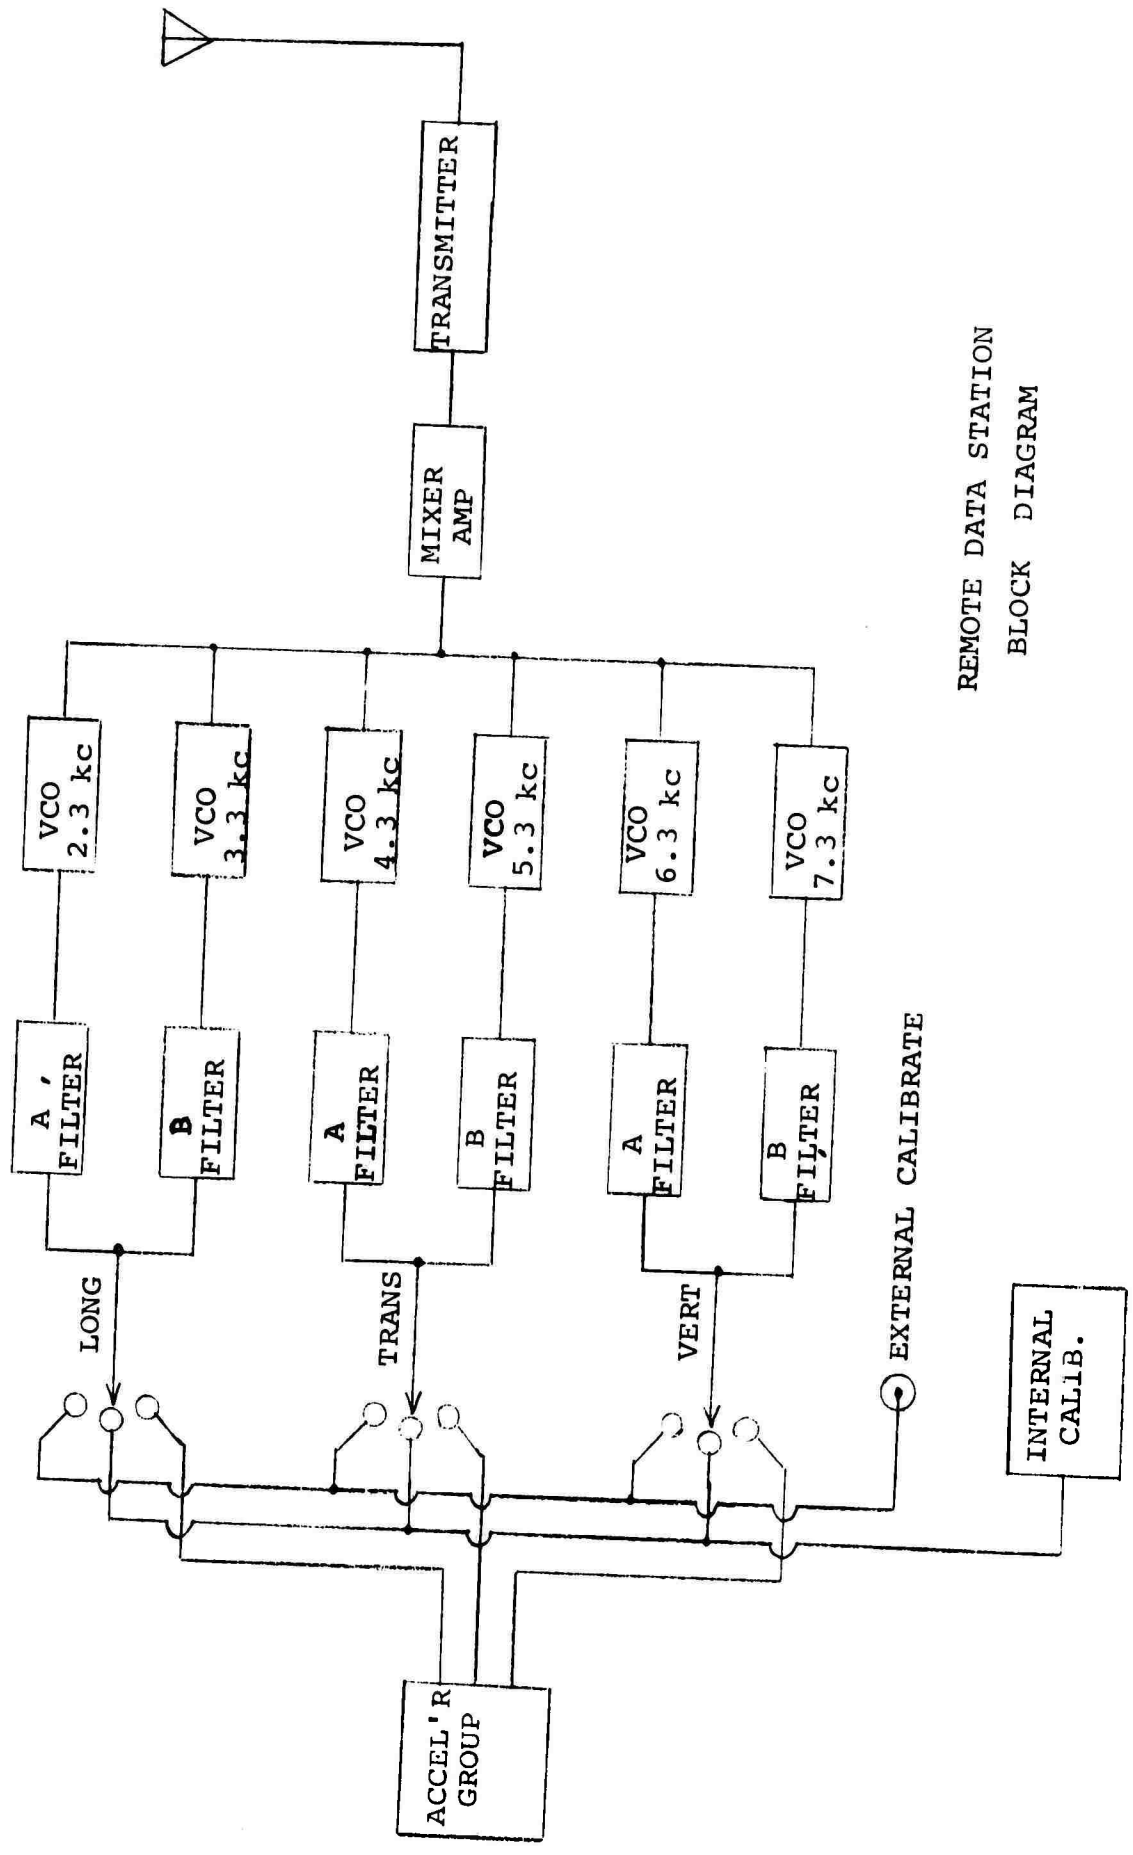 ACCEL'R
GROUP
INTERNAL
CALIB.
EXTERNAL CALIBRATE
LONG
TRANS
VERT
A '
FILTER
B
FILTER
A
FILTER
B
FILTER
A
FILTER
B
FILTER
VCO
2.3 kc
VCO
3.3 kc
VCO
4.3 kc
VCO
5.3 kc
VCO
6.3 kc
VCO
7.3 kc
MIXER
AMP
TRANSMITTER
REMOTE DATA STATION
BLOCK DIAGRAM